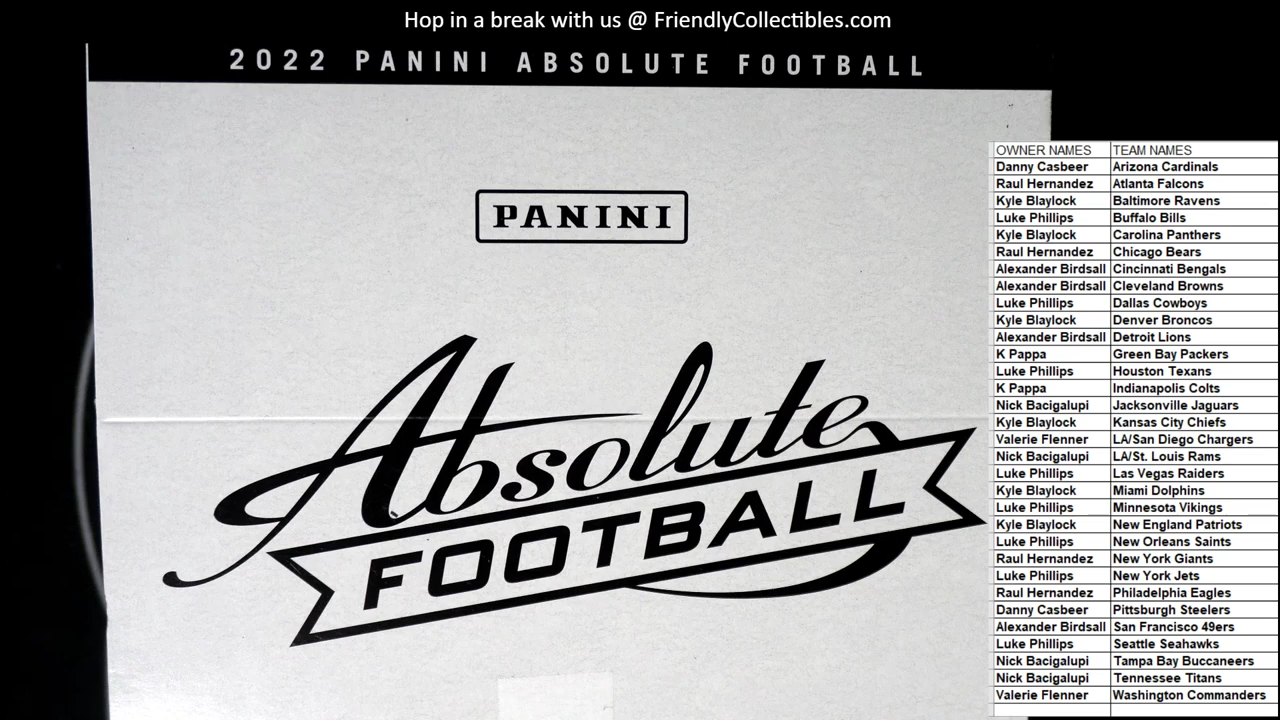 Hop in a break with us @ FriendlyCollectibles.com
2022 PANINI ABSOLUTE FOOTBALL
PANINI
Absolute
FOOTBALL
OWNER NAMES TEAM NAMES
Danny Casbeer Arizona Cardinals
Raul Hernandez Atlanta Falcons
Kyle Blaylock Baltimore Ravens
Luke Phillips Buffalo Bills
Kyle Blaylock Carolina Panthers
Raul Hernandez Chicago Bears
Alexander Birdsall Cincinnati Bengals
Alexander Birdsall Cleveland Browns
Luke Phillips Dallas Cowboys
Kyle Blaylock Denver Broncos
Alexander Birdsall Detroit Lions
K Pappa Green Bay Packers
Luke Phillips Houston Texans
K Pappa Indianapolis Colts
Nick Bacigalupi Jacksonville Jaguars
Kyle Blaylock Kansas City Chiefs
Valerie Flenner LA/San Diego Chargers
Nick Bacigalupi LA/St. Louis Rams
Luke Phillips Las Vegas Raiders
Kyle Blaylock Miami Dolphins
Luke Phillips Minnesota Vikings
Kyle Blaylock New England Patriots
Luke Phillips New Orleans Saints
Raul Hernandez New York Giants
Luke Phillips New York Jets
Raul Hernandez Philadelphia Eagles
Danny Casbeer Pittsburgh Steelers
Alexander Birdsall San Francisco 49ers
Luke Phillips Seattle Seahawks
Nick Bacigalupi Tampa Bay Buccaneers
Nick Bacigalupi Tennessee Titans
Valerie Flenner Washington Commanders